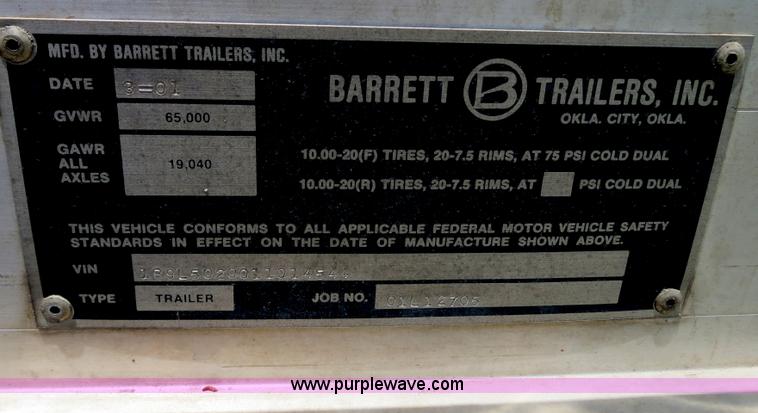 MFD. BY BARRETT TRAILERS, INC.
DATE 3-01
GVWR 65,000
GAWR
ALL 19,040
AXLES
BARRETT B TRAILERS, INC.
OKLA. CITY, OKLA.
10.00-20(F) TIRES, 20-7.5 RIMS, AT 75 PSI COLD DUAL
10.00-20(R) TIRES, 20-7.5 RIMS, AT PSI COLD DUAL
THIS VEHICLE CONFORMS TO ALL APPLICABLE FEDERAL MOTOR VEHICLE SAFETY
STANDARDS IN EFFECT ON THE DATE OF MANUFACTURE SHOWN ABOVE.
VIN
TYPE TRAILER JOB NO. 01L12706
www.purplewave.com